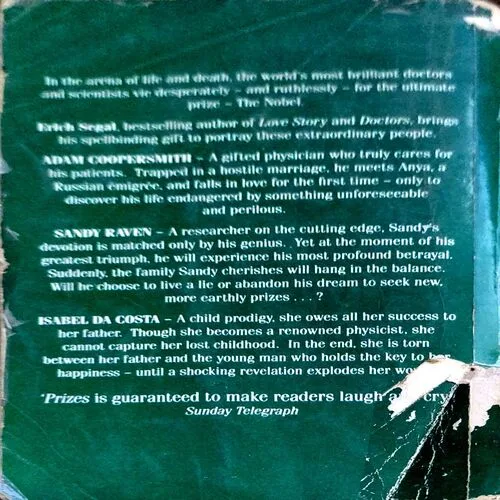 In the arena of life and death, the world's most brilliant doctors
and scientists vie desperately – and ruthlessly – for the ultimate
prize – The Nobel.
Erich Segal, bestselling author of Love Story and Doctors, brings
his spellbinding gift to portray these extraordinary people.
ADAM COOPERSMITH – A gifted physician who truly cares for
his patients. Trapped in a hostile marriage, he meets Anya, a
Russian émigrée, and falls in love for the first time – only to
discover his life endangered by something unforeseeable
and perilous.
SANDY RAVEN – A researcher on the cutting edge, Sandy's
devotion is matched only by his genius. Yet at the moment of his
greatest triumph, he will experience his most profound betrayal.
Suddenly, the family Sandy cherishes will hang in the balance.
Will he choose to live a lie or abandon his dream to seek new,
more earthly prizes . . . ?
ISABEL DA COSTA – A child prodigy, she owes all her success to
her father. Though she becomes a renowned physicist, she
cannot capture her lost childhood. In the end, she is torn
between her father and the young man who holds the key to her
happiness – until a shocking revelation explodes her
'Prizes is guaranteed to make readers laugh cry
Sunday Telegraph